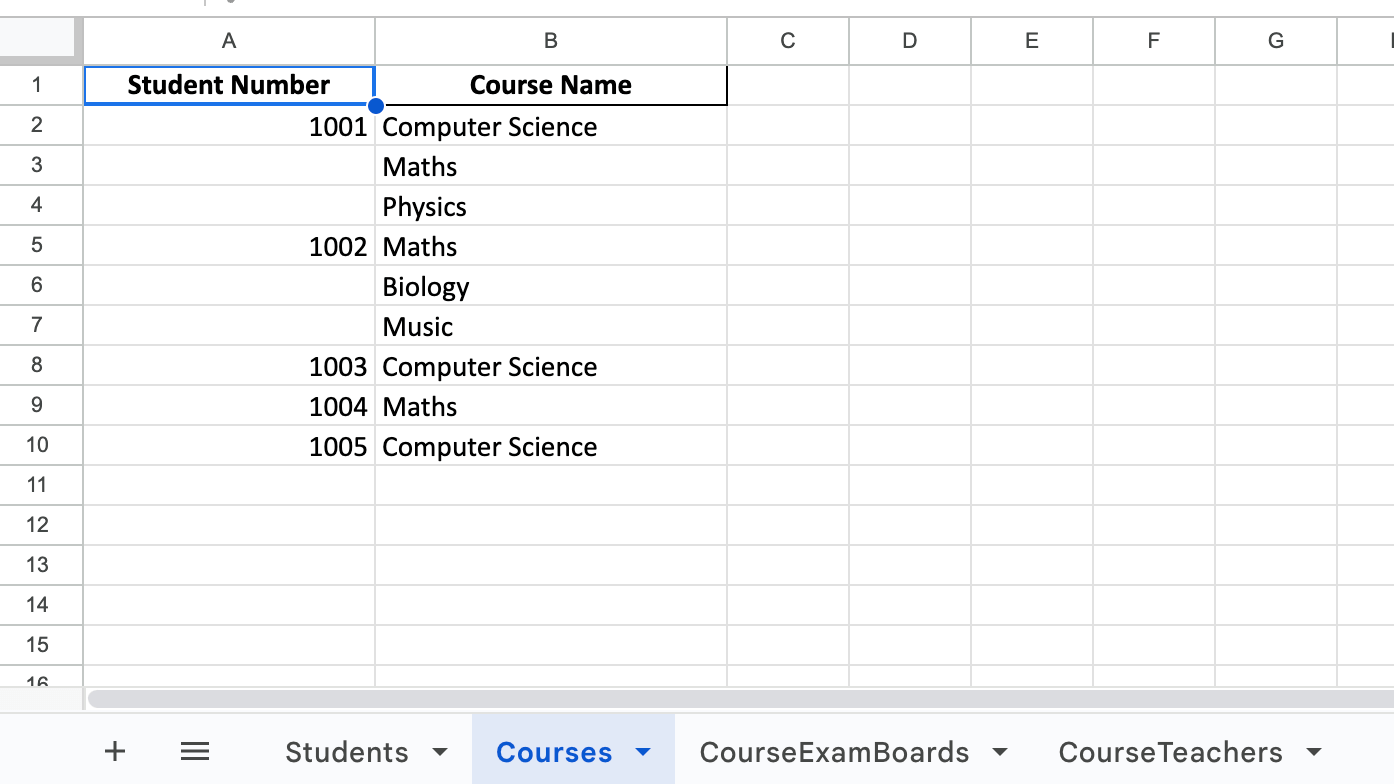 A B C D E F G
1 Student Number Course Name
2 1001 Computer Science
3 Maths
4 Physics
5 1002 Maths
6 Biology
7 Music
8 1003 Computer Science
9 1004 Maths
10 1005 Computer Science
11
12
13
14
15
16
Students Courses CourseExamBoards CourseTeachers